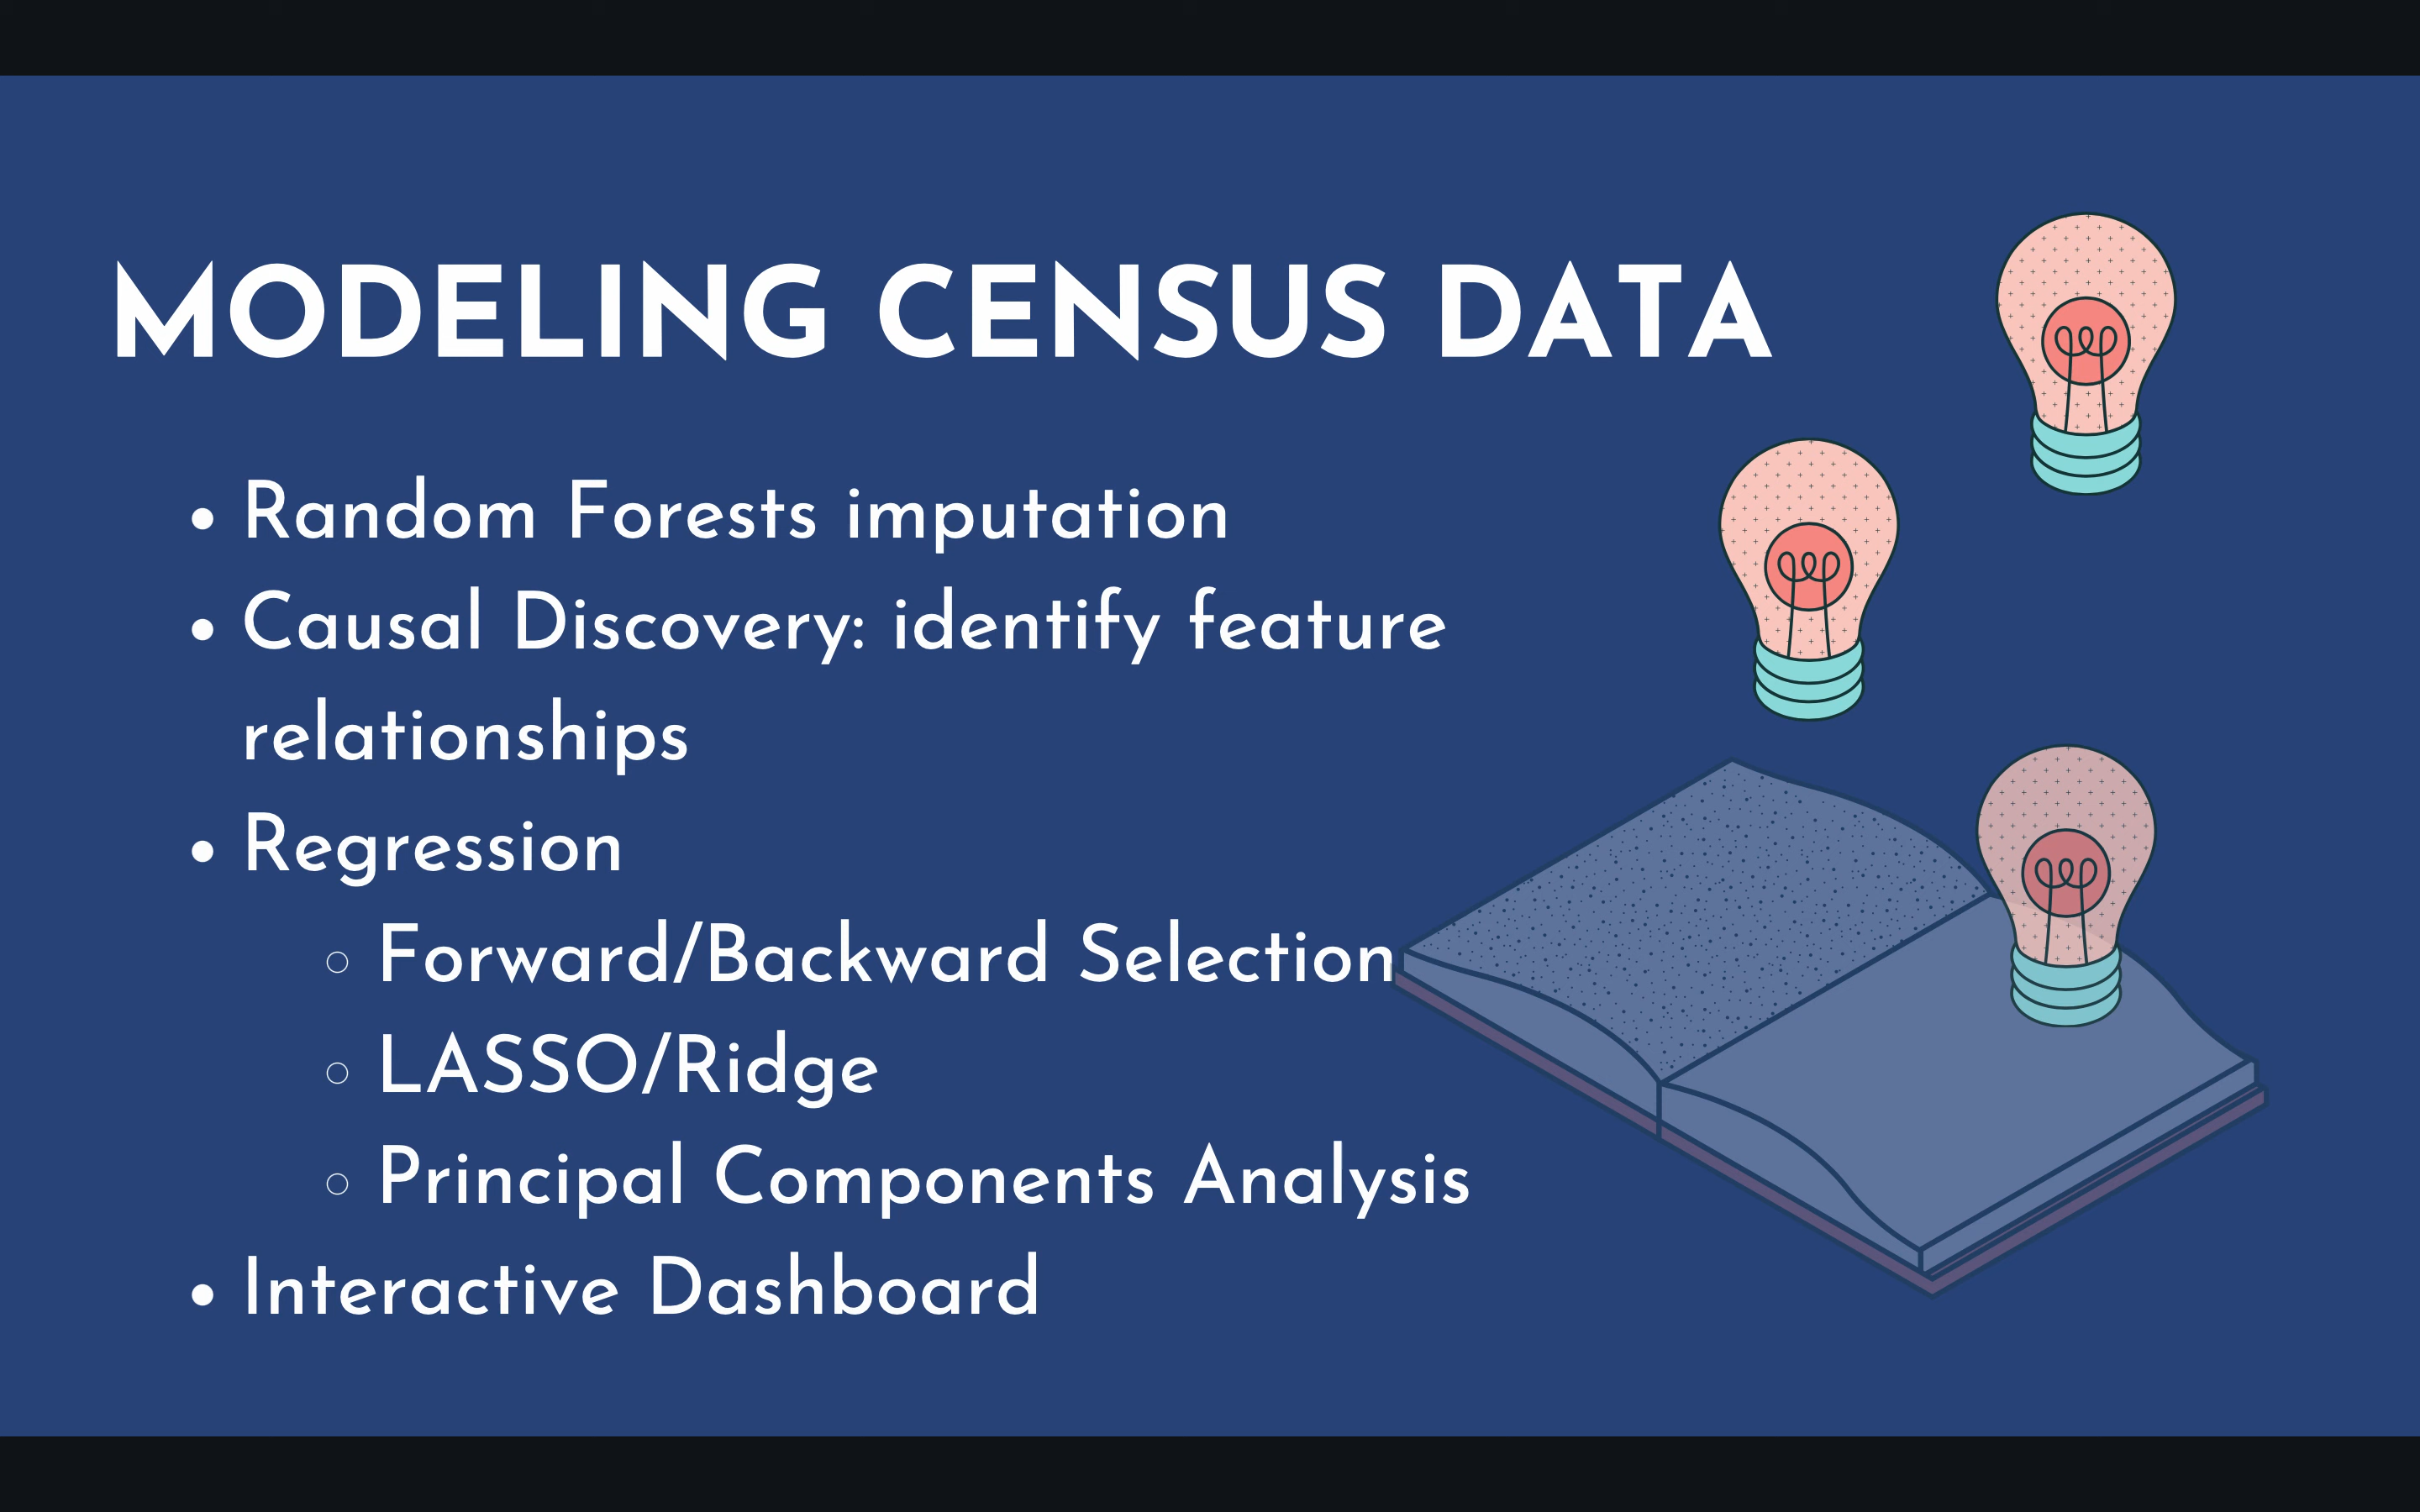 MODELING CENSUS DATA
• Random Forests imputation
• Causal Discovery: identify feature
relationships
• Regression
○ Forward/Backward Selection
○ LASSO/Ridge
○ Principal Components Analysis
• Interactive Dashboard